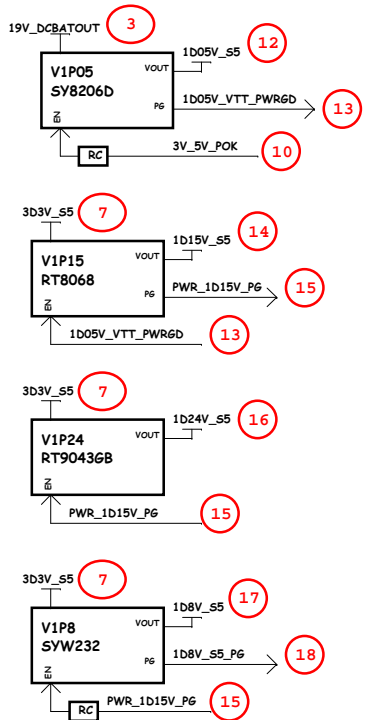 19V_DCBATOUT
3
1D05V_S5
12
V1P05
VOUT
SY8206D
PG
1D05V_VTT_PWRGD
13
EN
RC
3V_5V_POK
10
3D3V_S5
7
1D15V_S5
14
V1P15
VOUT
RT8068
PG
PWR_1D15V_PG
15
EN
1D05V_VTT_PWRGD
13
3D3V_S5
7
1D24V_S5
16
V1P24
VOUT
RT9043GB
EN
PWR_1D15V_PG
15
3D3V_S5
7
1D8V_S5
17
V1P8
VOUT
SYW232
PG
1D8V_S5_PG
18
EN
RC
PWR_1D15V_PG
15